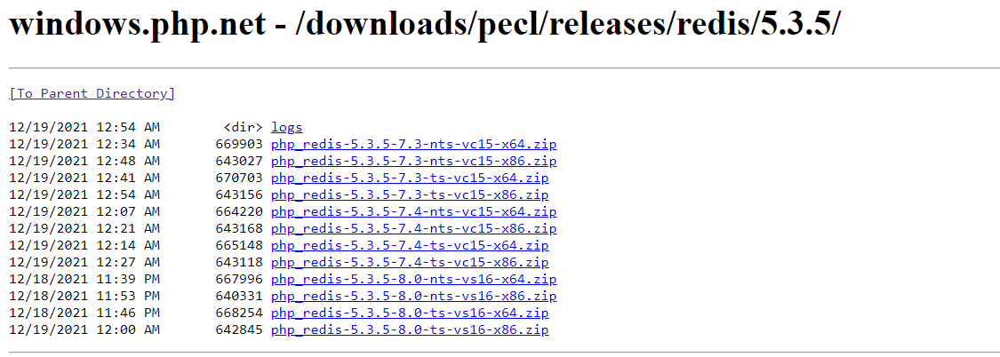 windows.php.net - /downloads/pecl/releases/redis/5.3.5/
[To Parent Directory]
12/19/2021 12:54 AM <dir> logs
12/19/2021 12:34 AM 669903 php_redis-5.3.5-7.3-nts-vc15-x64.zip
12/19/2021 12:48 AM 643027 php_redis-5.3.5-7.3-nts-vc15-x86.zip
12/19/2021 12:41 AM 670703 php_redis-5.3.5-7.3-ts-vc15-x64.zip
12/19/2021 12:54 AM 643156 php_redis-5.3.5-7.3-ts-vc15-x86.zip
12/19/2021 12:07 AM 664220 php_redis-5.3.5-7.4-nts-vc15-x64.zip
12/19/2021 12:21 AM 643168 php_redis-5.3.5-7.4-nts-vc15-x86.zip
12/19/2021 12:14 AM 665148 php_redis-5.3.5-7.4-ts-vc15-x64.zip
12/19/2021 12:27 AM 643118 php_redis-5.3.5-7.4-ts-vc15-x86.zip
12/18/2021 11:39 PM 667996 php_redis-5.3.5-8.0-nts-vs16-x64.zip
12/18/2021 11:53 PM 640331 php_redis-5.3.5-8.0-nts-vs16-x86.zip
12/18/2021 11:46 PM 668254 php_redis-5.3.5-8.0-ts-vs16-x64.zip
12/19/2021 12:00 AM 642845 php_redis-5.3.5-8.0-ts-vs16-x86.zip